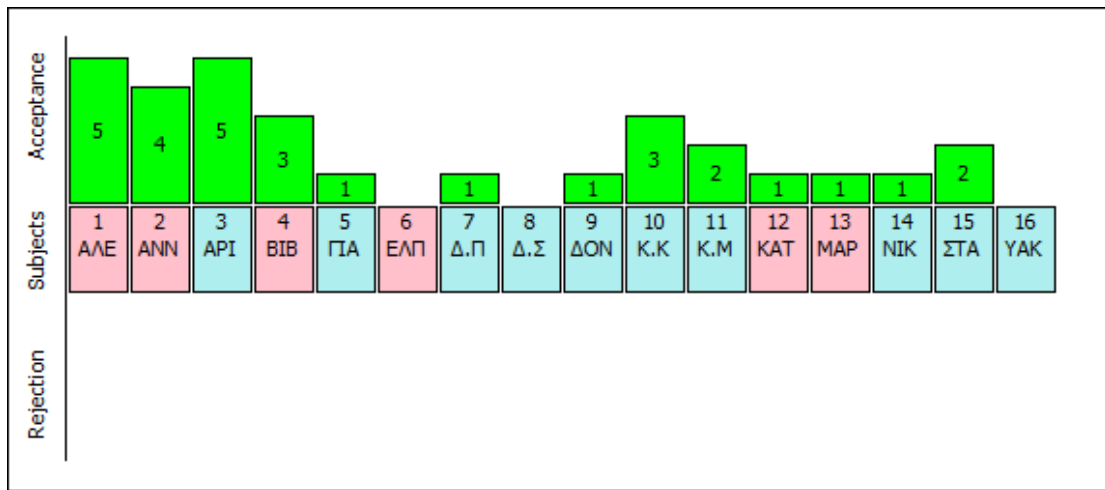 Acceptance
5 4 5 3 1 1 1 3 2 1 1 1 2
Subjects
1 2 3 4 5 6 7 8 9 10 11 12 13 14 15 16
ΑΛΕ ΑΝΝ ΑΡΙ ΒΙΒ ΓΙΑ ΕΛΠ Δ.Π Δ.Σ ΔΟΝ Κ.Κ Κ.Μ ΚΑΤ ΜΑΡ ΝΙΚ ΣΤΑ ΥΑΚ
Rejection